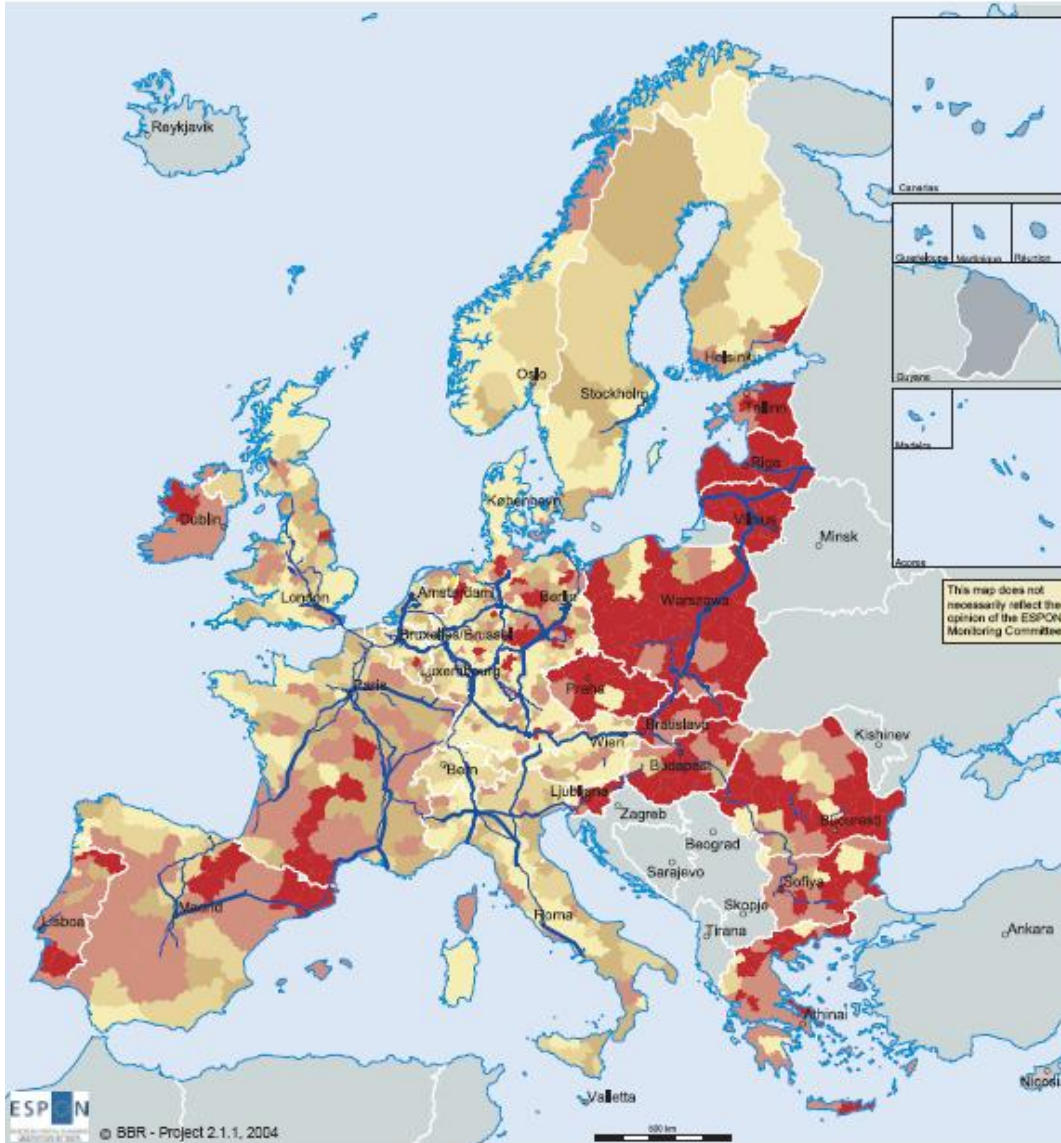 Reykjavik
Canarias
Guadeloupe
Martinique
Réunion
Guyane
Madeira
Acores
This map does not
necessarily reflect the
opinion of the ESPON
Monitoring Committee
Oslo
Helsinki
Stockholm
Tallinn
Riga
Dublin
København
Vilnius
Minsk
London
Amsterdam
Berlin
Warszawa
Bruxelles/Brussel
Luxembourg
Paris
Praha
Bratislava
Kishinev
Wien
Budapest
Bern
Ljubljana
Zagreb
Bucuresti
Beograd
Sarajevo
Sofiya
Madrid
Lisboa
Roma
Skopje
Tirana
Ankara
Athinai
Nicosia
Valletta
ESPON
© BBR - Project 2.1.1, 2004
500 km